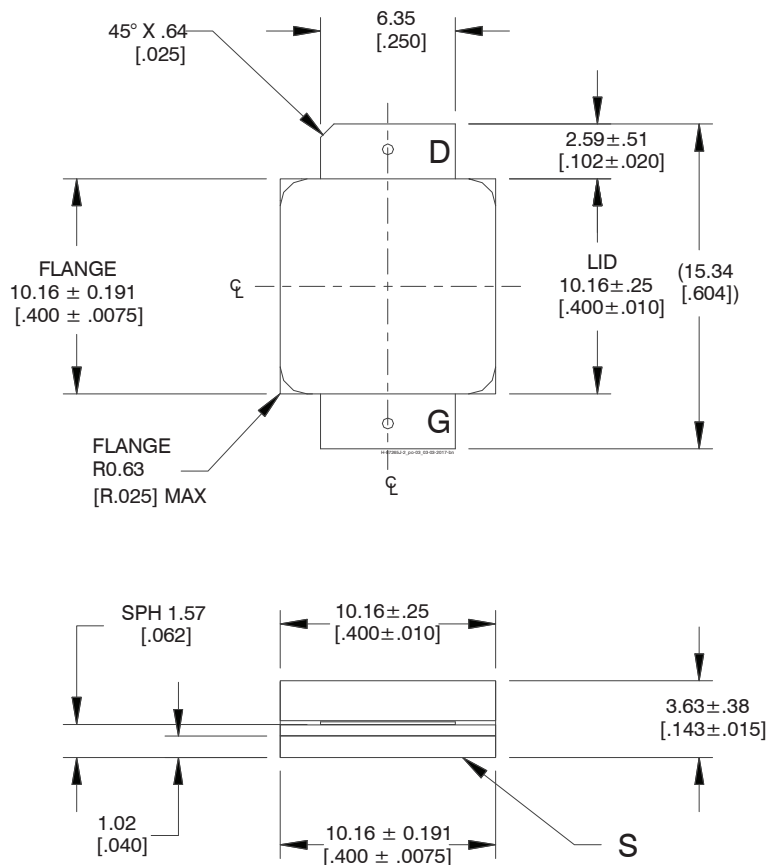 45° X .64
[.025]
6.35
[.250]
D
2.59±.51
[.102±.020]
FLANGE
10.16 ± 0.191
[.400 ± .0075]
℄
LID
10.16±.25
[.400±.010]
(15.34
[.604])
G
FLANGE
R0.63
[R.025] MAX
℄
SPH 1.57
[.062]
10.16±.25
[.400±.010]
3.63±.38
[.143±.015]
1.02
[.040]
10.16 ± 0.191
[.400 ± .0075]
S